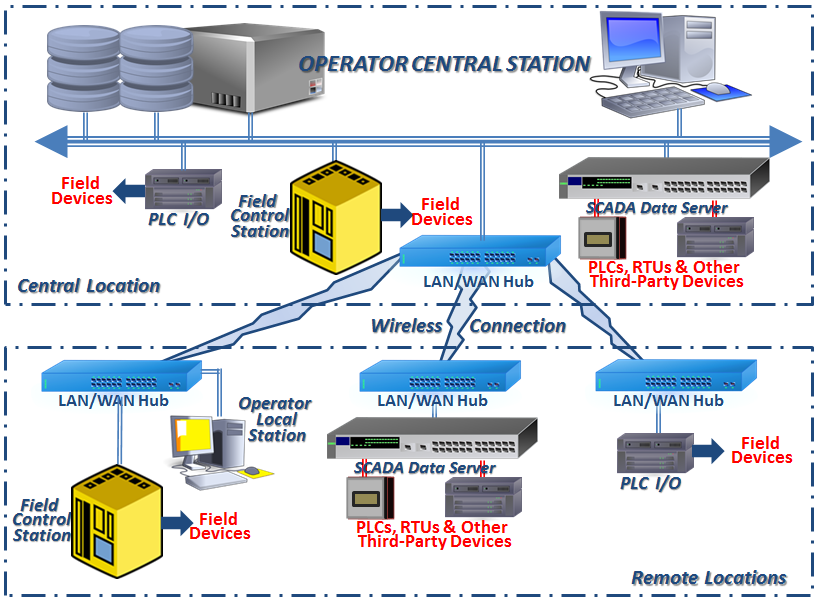 OPERATOR CENTRAL STATION
Field
Devices
PLC I/O
Field
Control
Station
Field
Devices
SCADA Data Server
PLCs, RTUs & Other
Third-Party Devices
LAN/WAN Hub
Central Location
Wireless Connection
LAN/WAN Hub
LAN/WAN Hub
LAN/WAN Hub
Operator
Local
Station
SCADA Data Server
Field
Devices
PLC I/O
Field
Control
Station
Field
Devices
PLCs, RTUs & Other
Third-Party Devices
Remote Locations